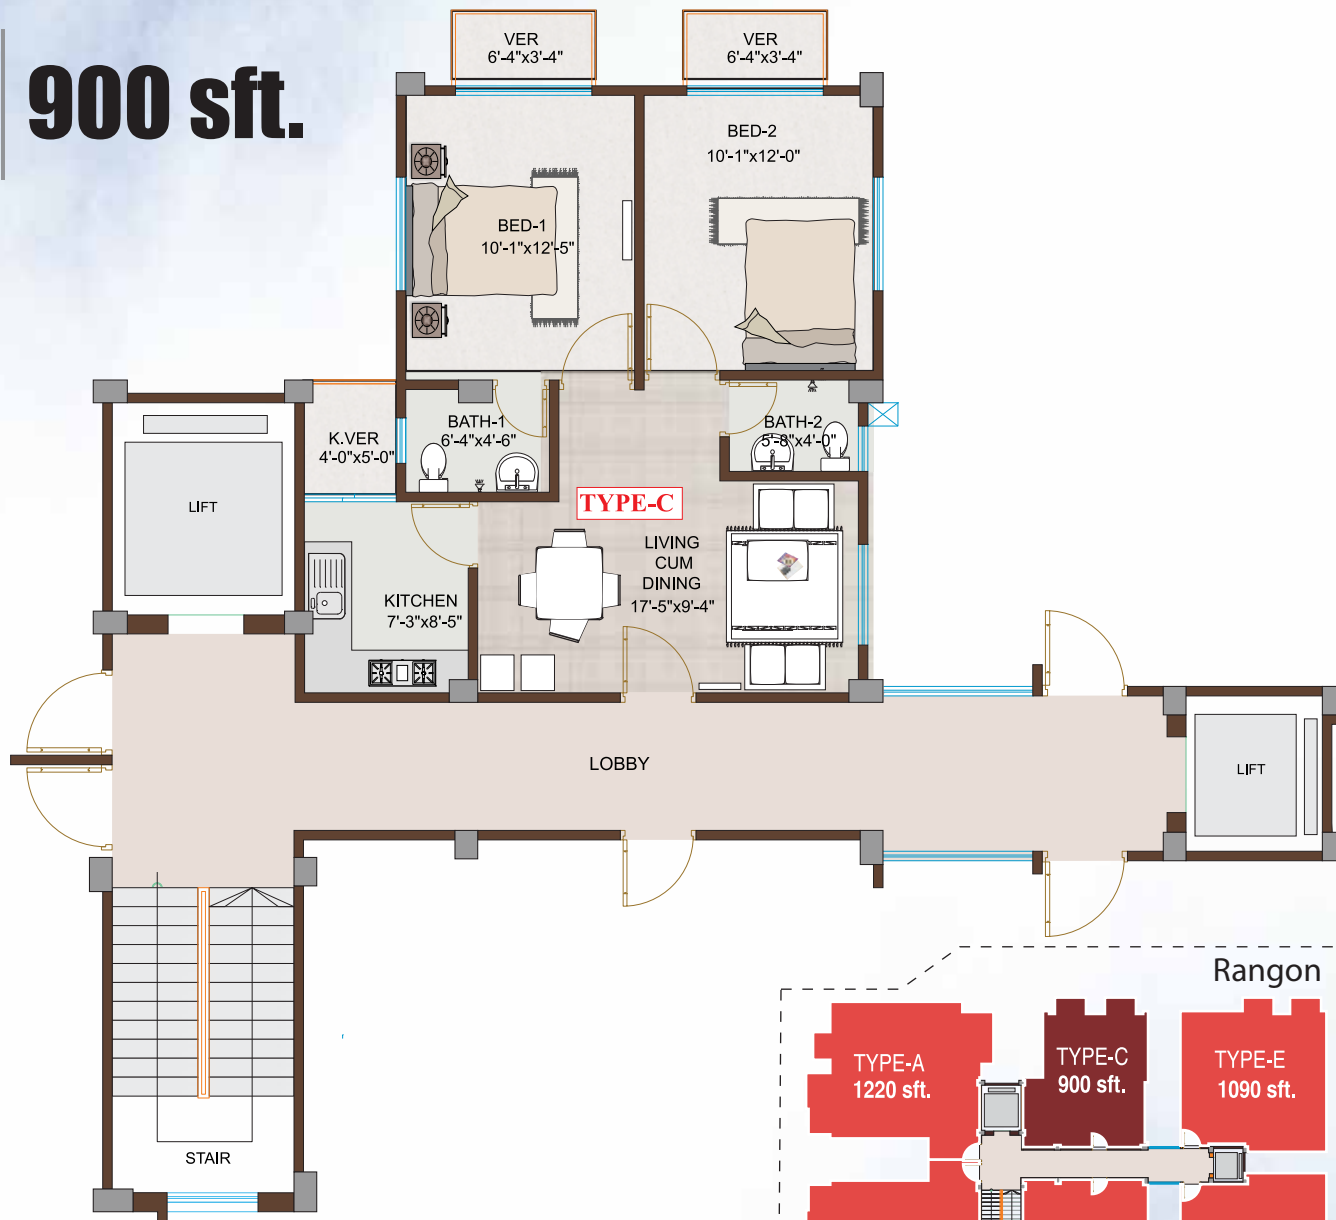 900 sft.
VER
6'-4"x3'-4"
VER
6'-4"x3'-4"
BED-1
10'-1"x12'-5"
BED-2
10'-1"x12'-0"
K.VER
4'-0"x5'-0"
BATH-1
6'-4"x4'-6"
BATH-2
5'-8"x4'-0"
LIFT
TYPE-C
LIVING
CUM
DINING
17'-5"x9'-4"
KITCHEN
7'-3"x8'-5"
LOBBY
LIFT
STAIR
Rangon
TYPE-A
1220 sft.
TYPE-C
900 sft.
TYPE-E
1090 sft.